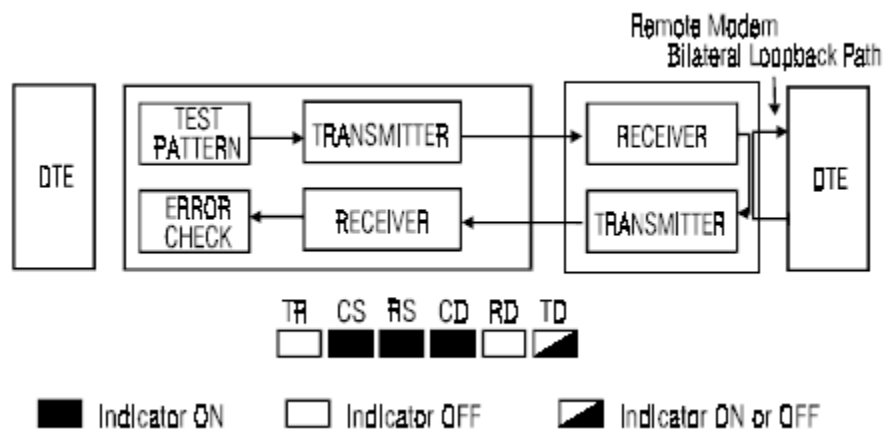 Remote Modem
Bilateral Loopback Path
DTE
TEST
PATTERN
TRANSMITTER
RECEIVER
DTE
ERROR
CHECK
RECEIVER
TRANSMITTER
TR CS RS CD RD TD
Indicator ON
Indicator OFF
Indicator ON or OFF